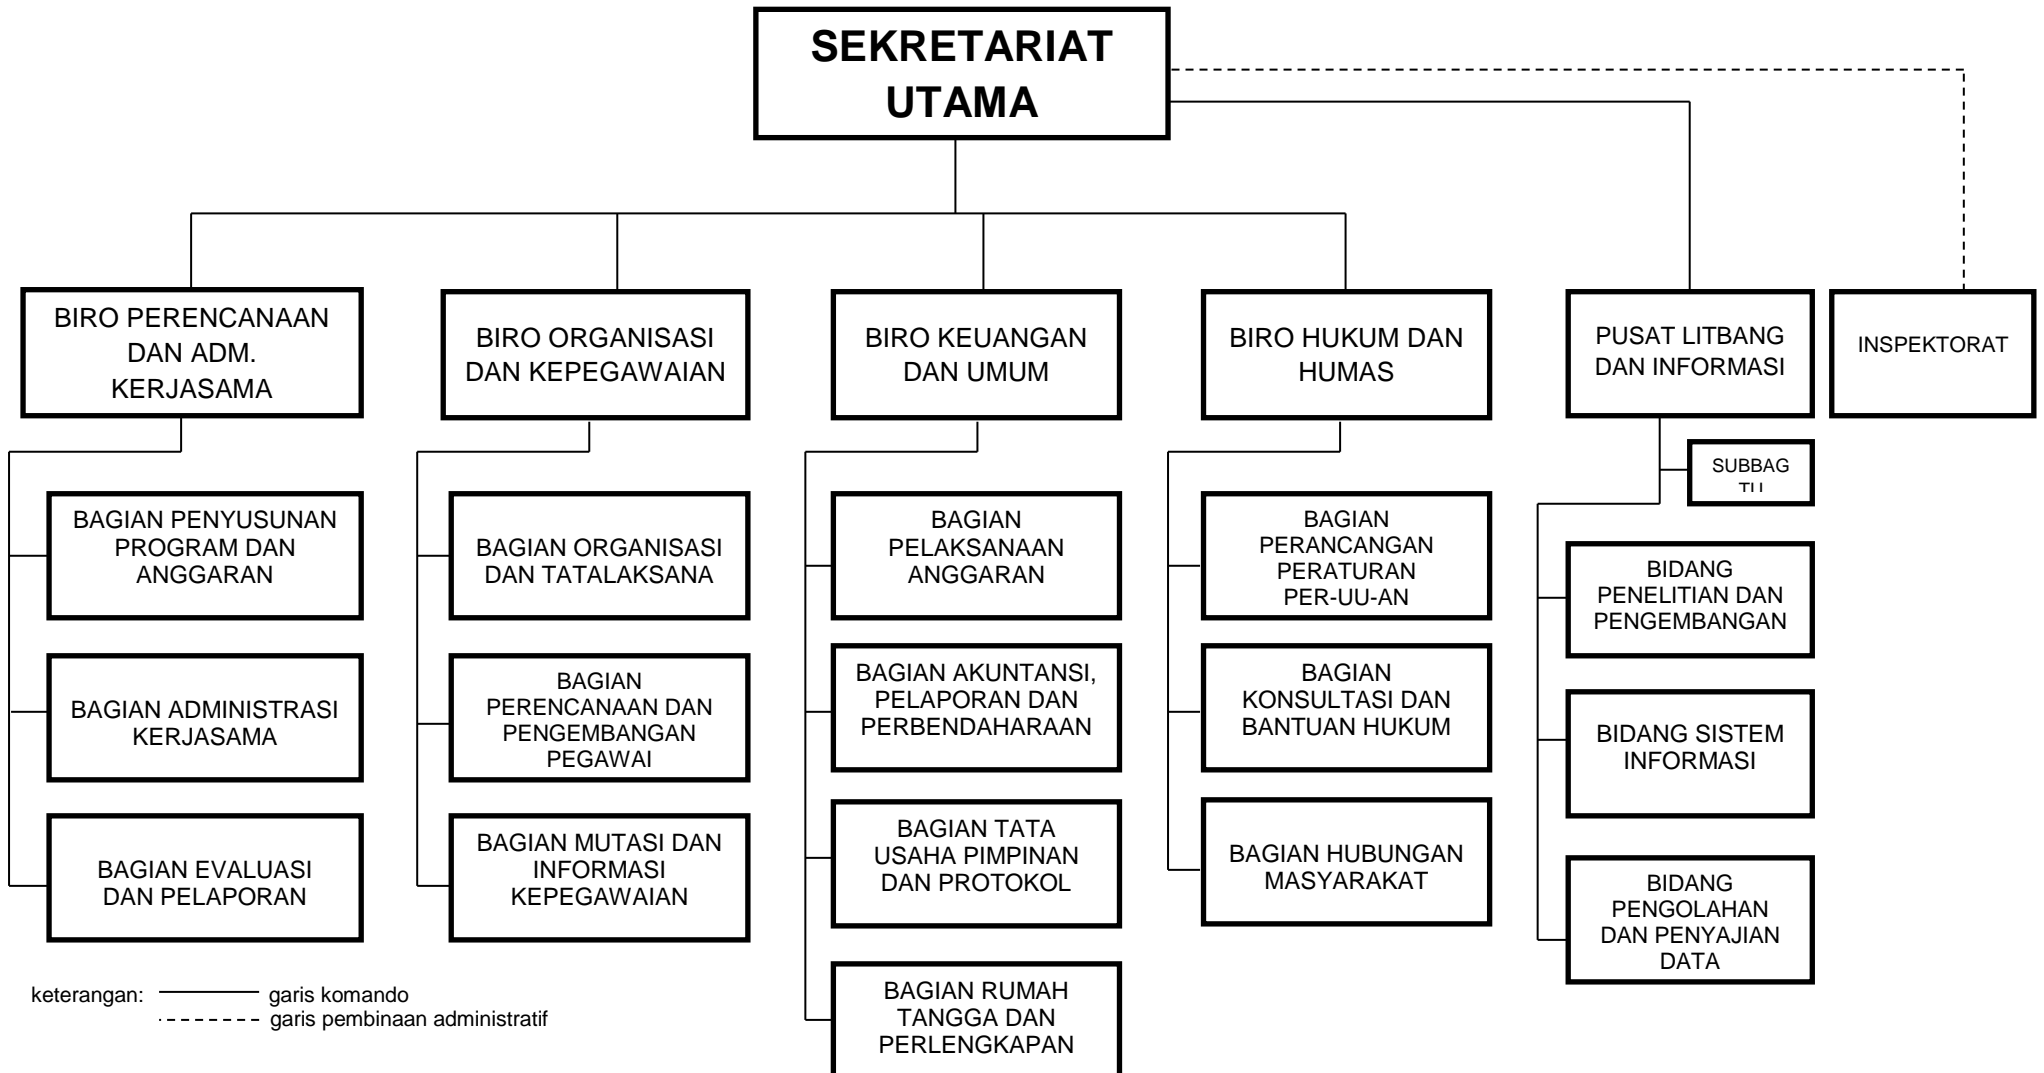 SEKRETARIAT
UTAMA
BIRO PERENCANAAN
DAN ADM.
KERJASAMA
BIRO ORGANISASI
DAN KEPEGAWAIAN
BIRO KEUANGAN
DAN UMUM
BIRO HUKUM DAN
HUMAS
PUSAT LITBANG
DAN INFORMASI
INSPEKTORAT
SUBBAG
TU
BAGIAN PENYUSUNAN
PROGRAM DAN
ANGGARAN
BAGIAN ADMINISTRASI
KERJASAMA
BAGIAN EVALUASI
DAN PELAPORAN
BAGIAN ORGANISASI
DAN TATALAKSANA
BAGIAN
PERENCANAAN DAN
PENGEMBANGAN
PEGAWAI
BAGIAN MUTASI DAN
INFORMASI
KEPEGAWAIAN
BAGIAN
PELAKSANAAN
ANGGARAN
BAGIAN AKUNTANSI,
PELAPORAN DAN
PERBENDAHARAAN
BAGIAN TATA
USAHA PIMPINAN
DAN PROTOKOL
BAGIAN RUMAH
TANGGA DAN
PERLENGKAPAN
BAGIAN
PERANCANGAN
PERATURAN
PER-UU-AN
BAGIAN
KONSULTASI DAN
BANTUAN HUKUM
BAGIAN HUBUNGAN
MASYARAKAT
BIDANG
PENELITIAN DAN
PENGEMBANGAN
BIDANG SISTEM
INFORMASI
BIDANG
PENGOLAHAN
DAN PENYAJIAN
DATA
keterangan: garis komando
garis pembinaan administratif